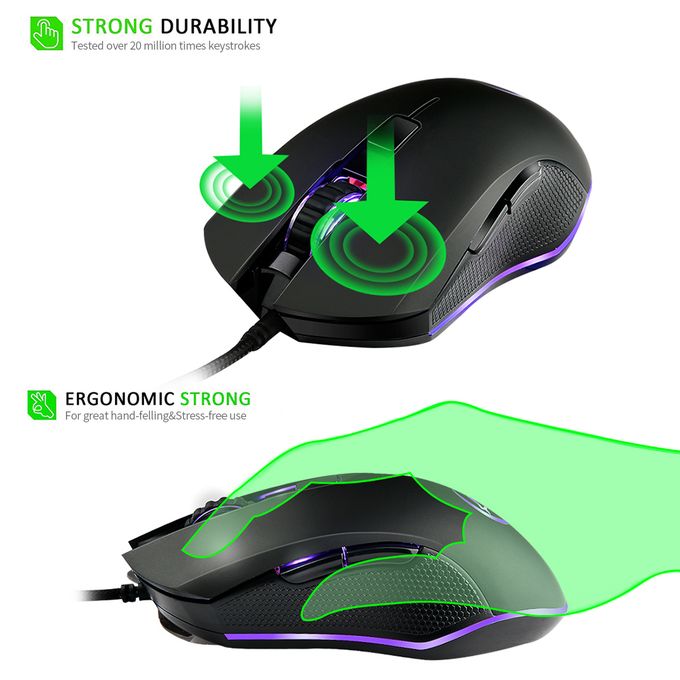 STRONG DURABILITY
Tested over 20 million times keystrokes
ERGONOMIC STRONG
For great hand-felling&Stress-free use